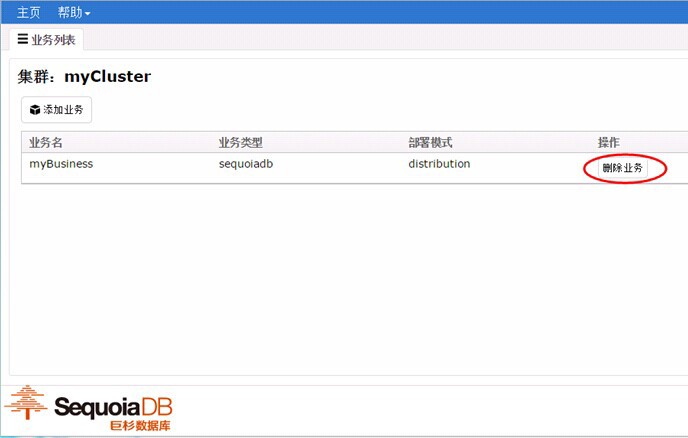 主页 帮助
业务列表
集群：myCluster
添加业务
业务名 业务类型 部署模式 操作
myBusiness sequoiadb distribution 删除业务
SequoiaDB
巨杉数据库